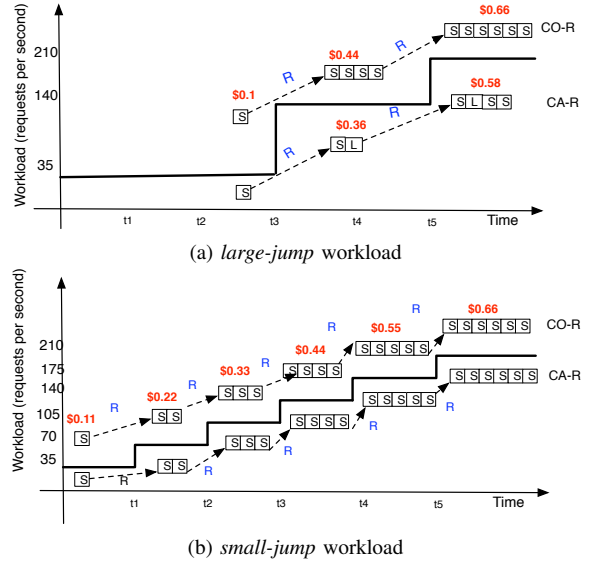 Workload (requests per second)
210
140
35
$0.1
S
R
$0.44
S S S S
R
$0.66
S S S S S S
CO-R
S
R
$0.36
S L
R
$0.58
S L S S
CA-R
t1 t2 t3 t4 t5 Time
(a) large-jump workload
Workload (requests per second)
210
175
140
105
70
35
$0.11
S
R
$0.22
S S
R
$0.33
S S S
R
$0.44
S S S S
R
$0.55
S S S S S
R
$0.66
S S S S S S
CO-R
S
R
S S
R
S S S
R
S S S S
R
S S S S S
R
S S S S S S
CA-R
t1 t2 t3 t4 t5 Time
(b) small-jump workload